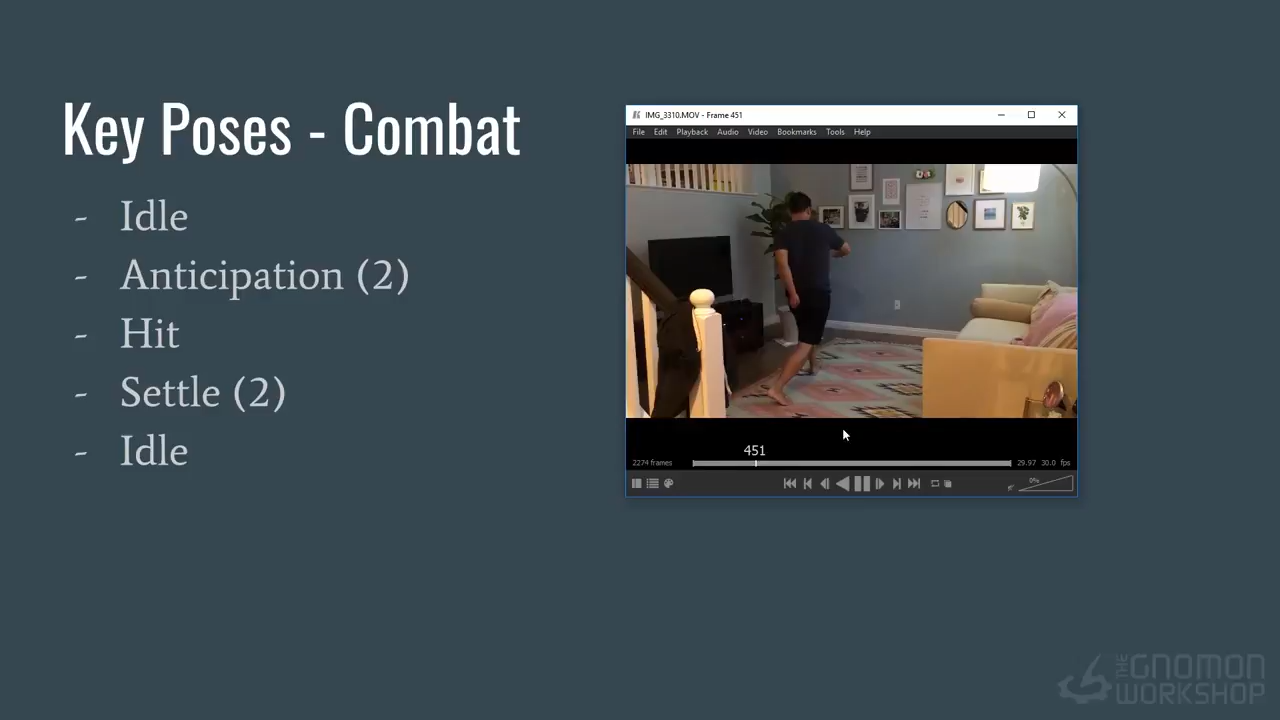 Key Poses - Combat
- Idle
- Anticipation (2)
- Hit
- Settle (2)
- Idle
IMG_3310.MOV - Frame 451
File Edit Playback Audio Video Bookmarks Tools Help
451
2274 frames
29.97 30.0 fps
0%
THE GNOMON WORKSHOP